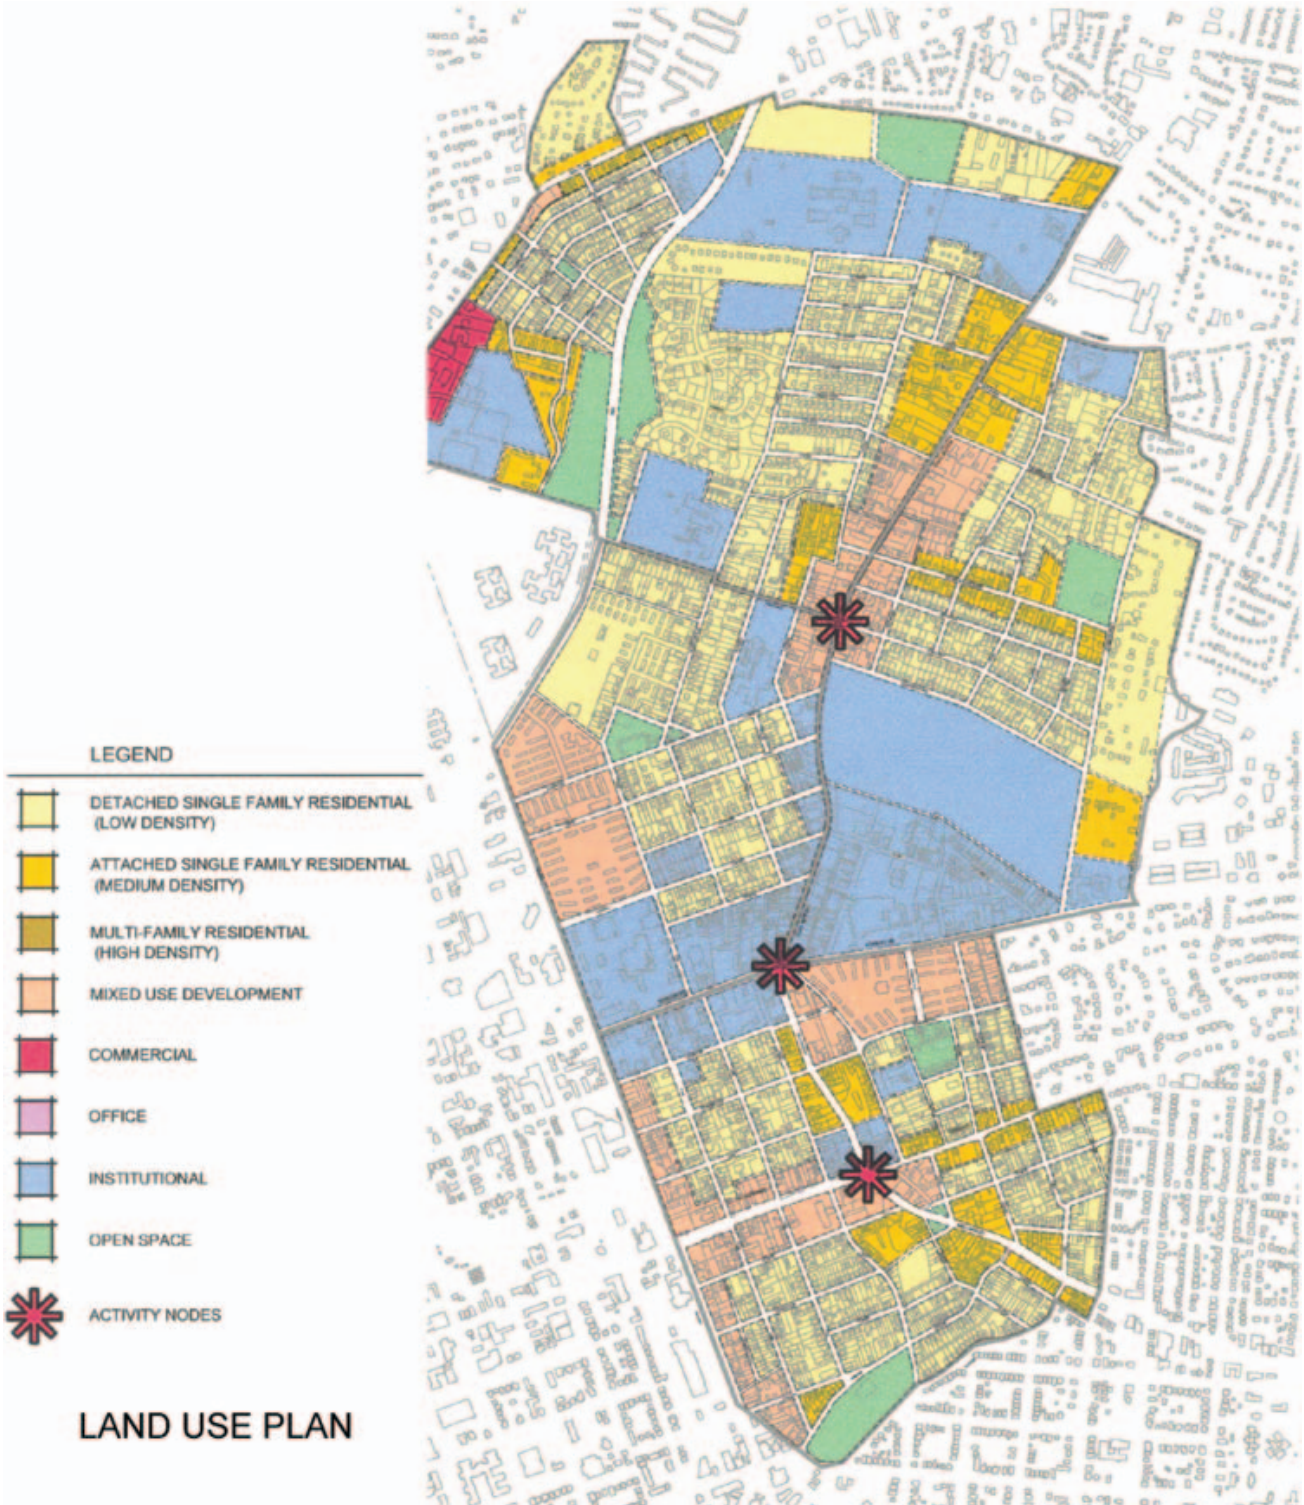 LEGEND
DETACHED SINGLE FAMILY RESIDENTIAL
(LOW DENSITY)
ATTACHED SINGLE FAMILY RESIDENTIAL
(MEDIUM DENSITY)
MULTI-FAMILY RESIDENTIAL
(HIGH DENSITY)
MIXED USE DEVELOPMENT
COMMERCIAL
OFFICE
INSTITUTIONAL
OPEN SPACE
ACTIVITY NODES
LAND USE PLAN